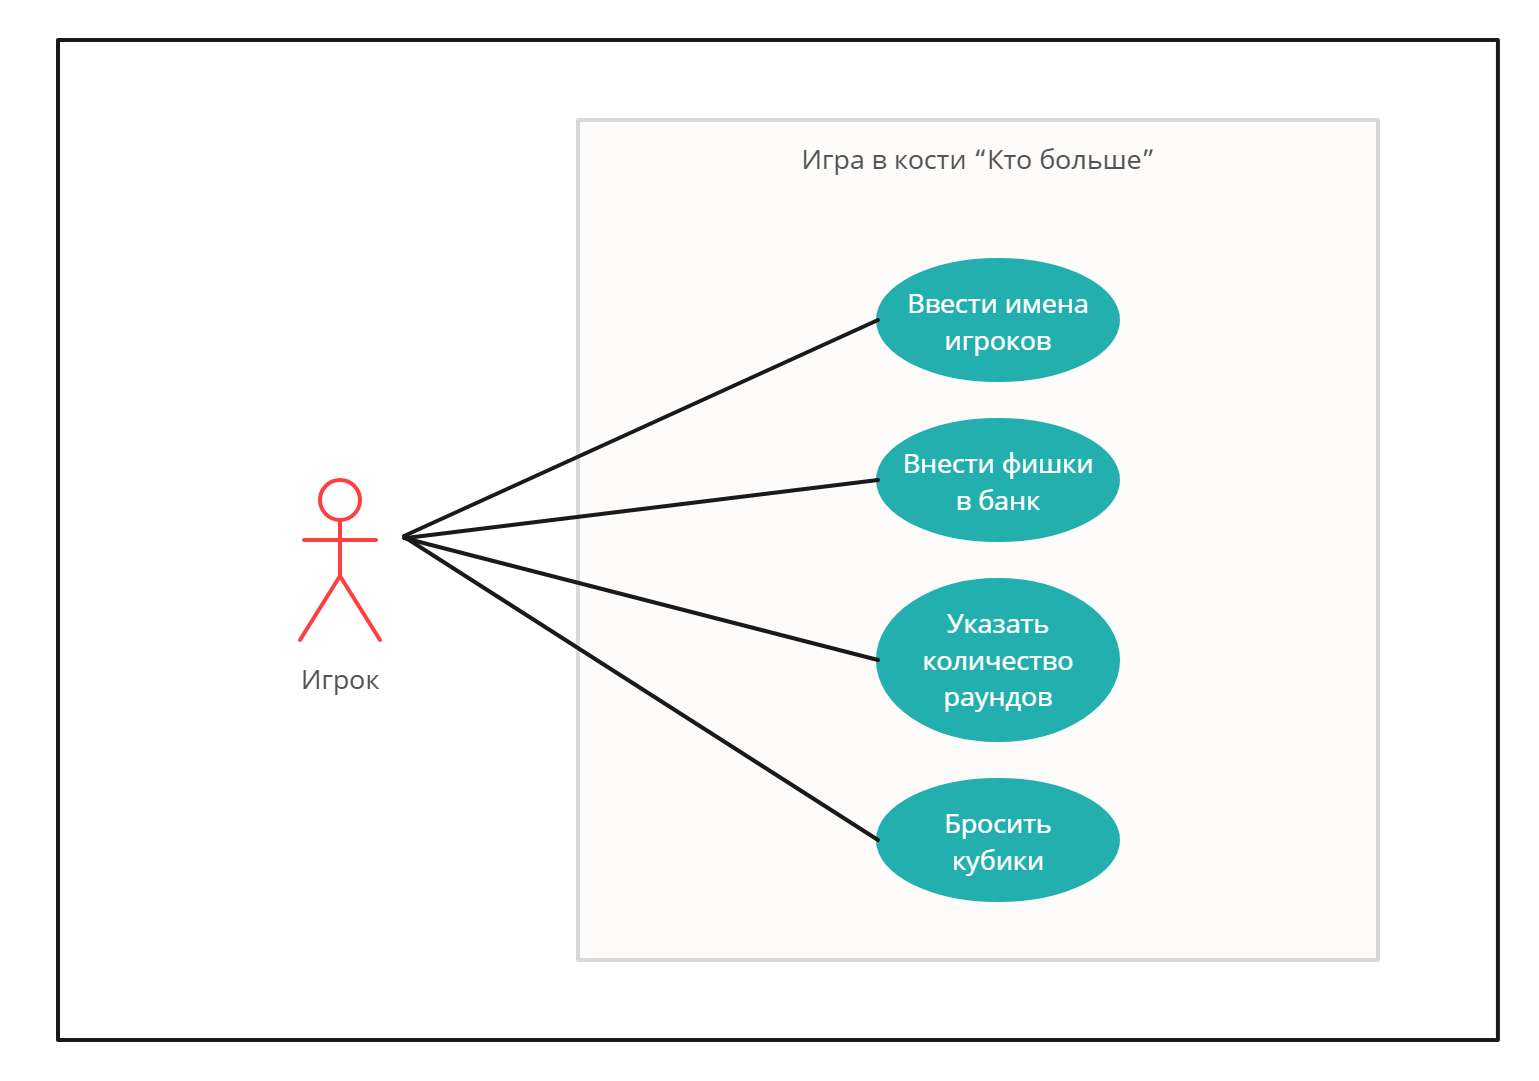 Игра в кости “Кто больше”
Ввести имена
игроков
Внести фишки
в банк
Указать
количество
раундов
Бросить
кубики
Игрок